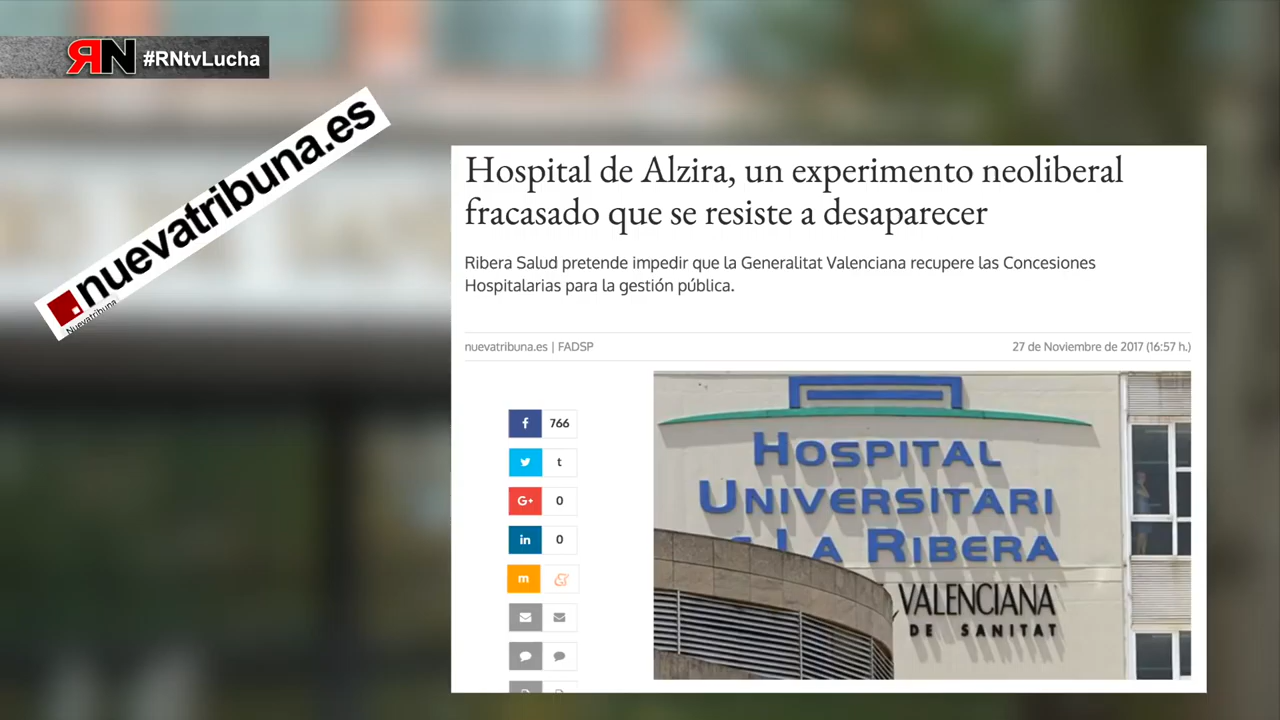 RN #RNtvLucha
nuevatribuna.es
Nuevatribuna
Hospital de Alzira, un experimento neoliberal
fracasado que se resiste a desaparecer
Ribera Salud pretende impedir que la Generalitat Valenciana recupere las Concesiones
Hospitalarias para la gestión pública.
nuevatribuna.es | FADSP
27 de Noviembre de 2017 (16:57 h.)
f 766
t
G+ 0
in 0
m
HOSPITAL
UNIVERSITARI
LA RIBERA
VALENCIANA
DE SANITAT